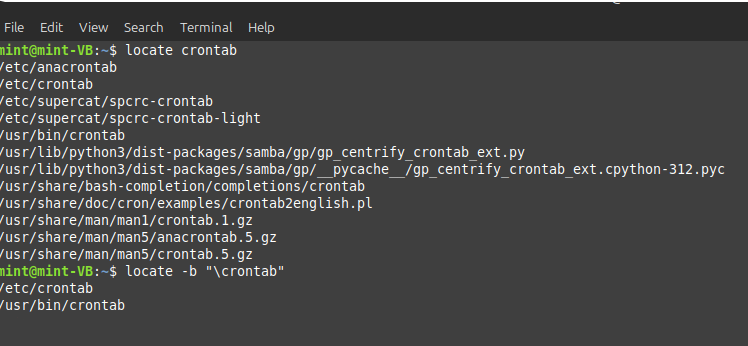 File Edit View Search Terminal Help
mint@mint-VB:~$ locate crontab
/etc/anacrontab
/etc/crontab
/etc/supercat/spcrc-crontab
/etc/supercat/spcrc-crontab-light
/usr/bin/crontab
/usr/lib/python3/dist-packages/samba/gp/gp_centrify_crontab_ext.py
/usr/lib/python3/dist-packages/samba/gp/__pycache__/gp_centrify_crontab_ext.cpython-312.pyc
/usr/share/bash-completion/completions/crontab
/usr/share/doc/cron/examples/crontab2english.pl
/usr/share/man/man1/crontab.1.gz
/usr/share/man/man5/anacrontab.5.gz
/usr/share/man/man5/crontab.5.gz
mint@mint-VB:~$ locate -b "\crontab"
/etc/crontab
/usr/bin/crontab